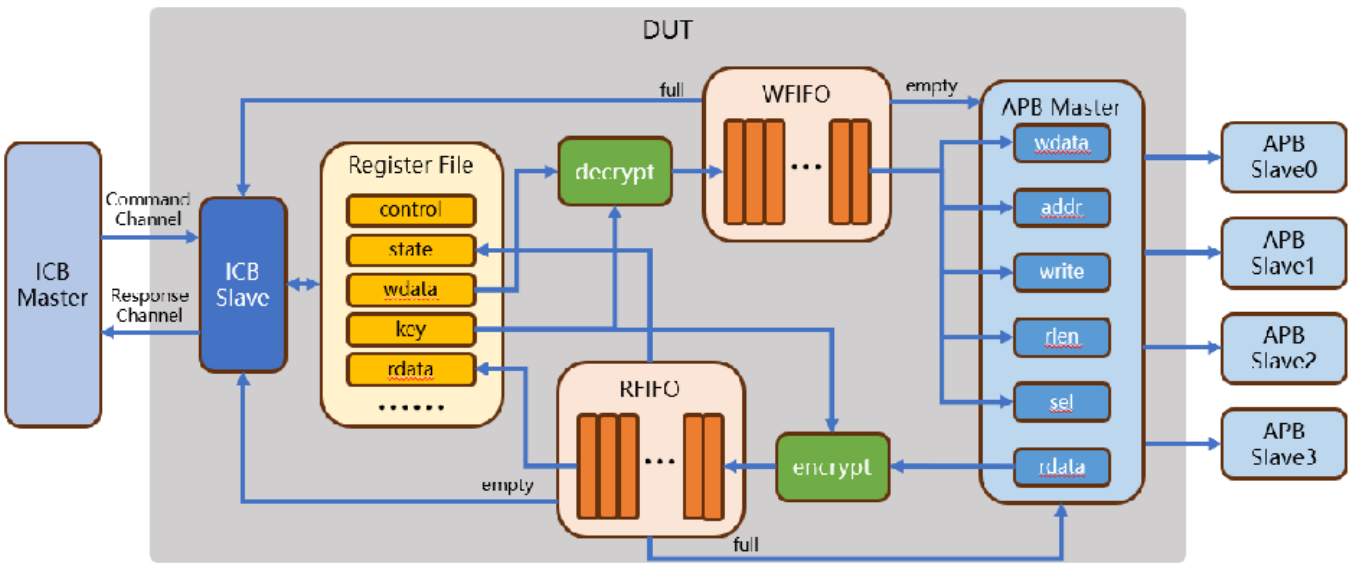 DUT
full
WFIFO
empty
APB Master
wdata
addr
write
rlen
sel
rdata
APB
Slave0
APB
Slave1
APB
Slave2
APB
Slave3
ICB
Master
Command
Channel
Response
Channel
ICB
Slave
Register File
control
state
wdata
key
rdata
......
decrypt
...
RFIFO
...
encrypt
empty
full